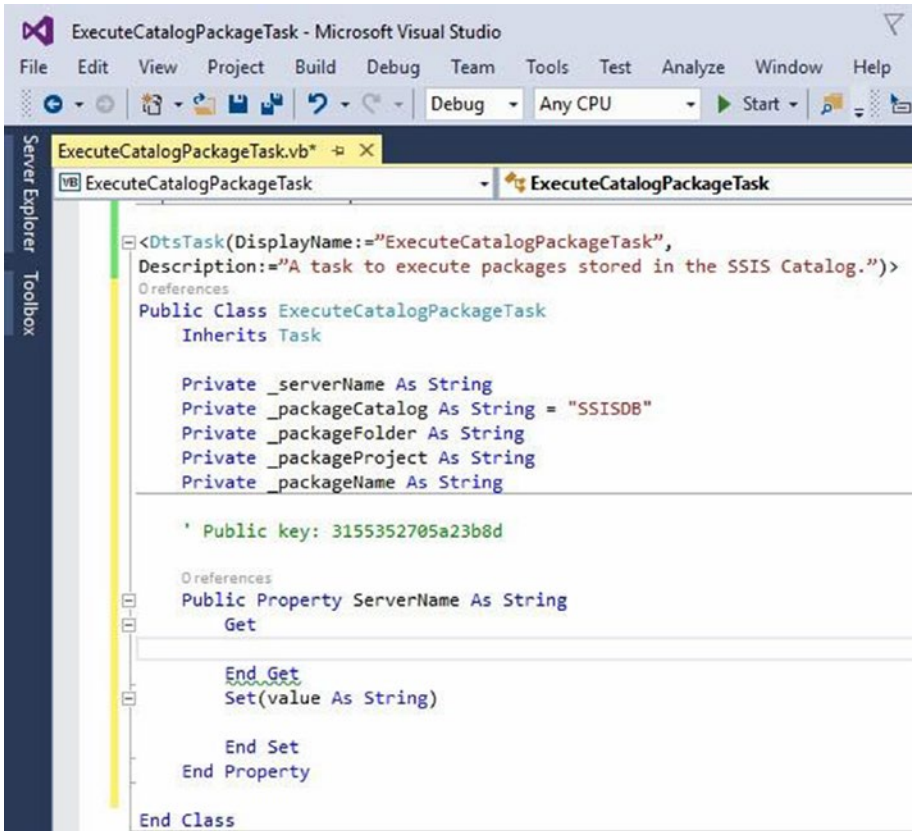 ExecuteCatalogPackageTask - Microsoft Visual Studio
File Edit View Project Build Debug Team Tools Test Analyze Window Help
Debug Any CPU Start
Server Explorer
Toolbox
ExecuteCatalogPackageTask.vb*
VB ExecuteCatalogPackageTask ExecuteCatalogPackageTask
<DtsTask(DisplayName:=”ExecuteCatalogPackageTask”,
Description:=”A task to execute packages stored in the SSIS Catalog.”)>
0 references
Public Class ExecuteCatalogPackageTask
Inherits Task
Private _serverName As String
Private _packageCatalog As String = "SSISDB"
Private _packageFolder As String
Private _packageProject As String
Private _packageName As String
' Public key: 3155352705a23b8d
0 references
Public Property ServerName As String
Get
End Get
Set(value As String)
End Set
End Property
End Class